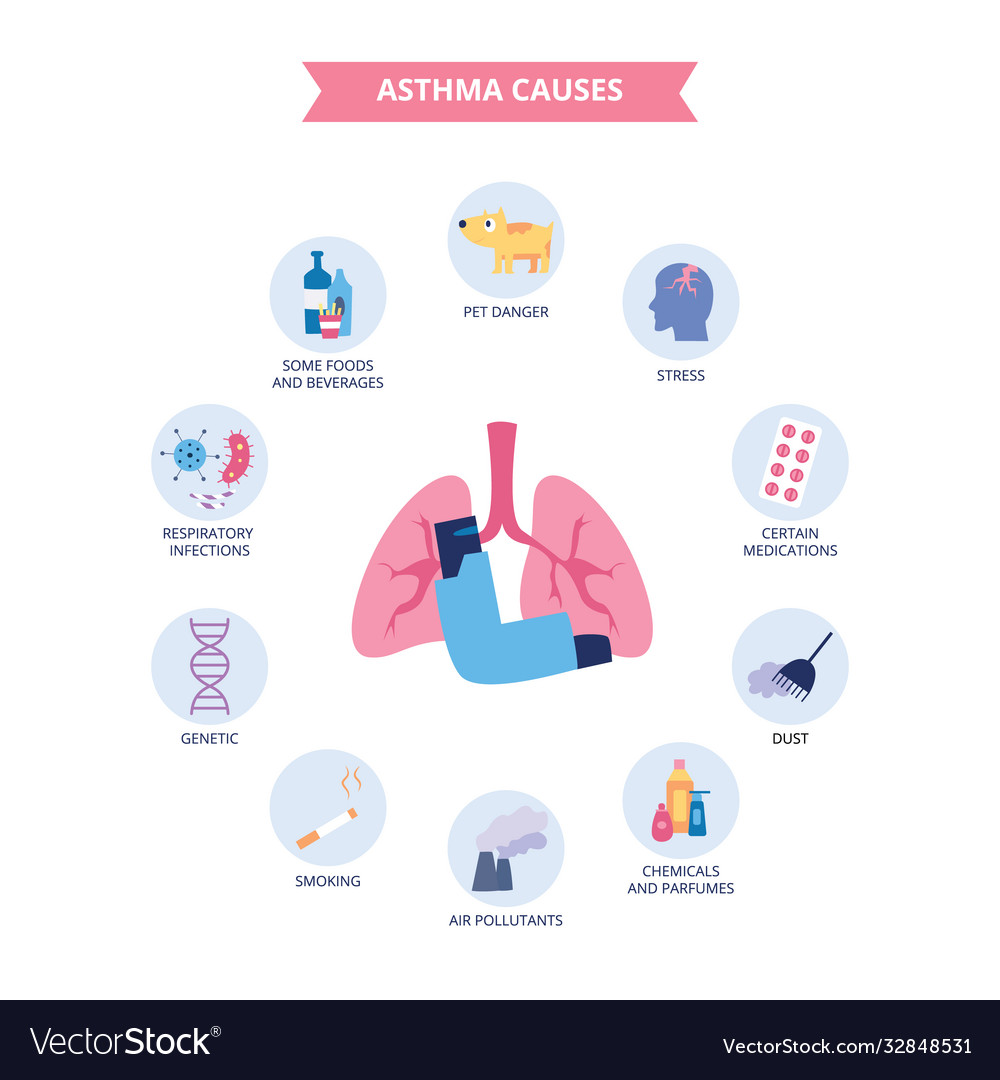 ASTHMA CAUSES
PET DANGER
SOME FOODS
AND BEVERAGES
STRESS
RESPIRATORY
INFECTIONS
CERTAIN
MEDICATIONS
GENETIC
DUST
SMOKING
CHEMICALS
AND PARFUMES
AIR POLLUTANTS
VectorStock®
VectorStock.com/32848531